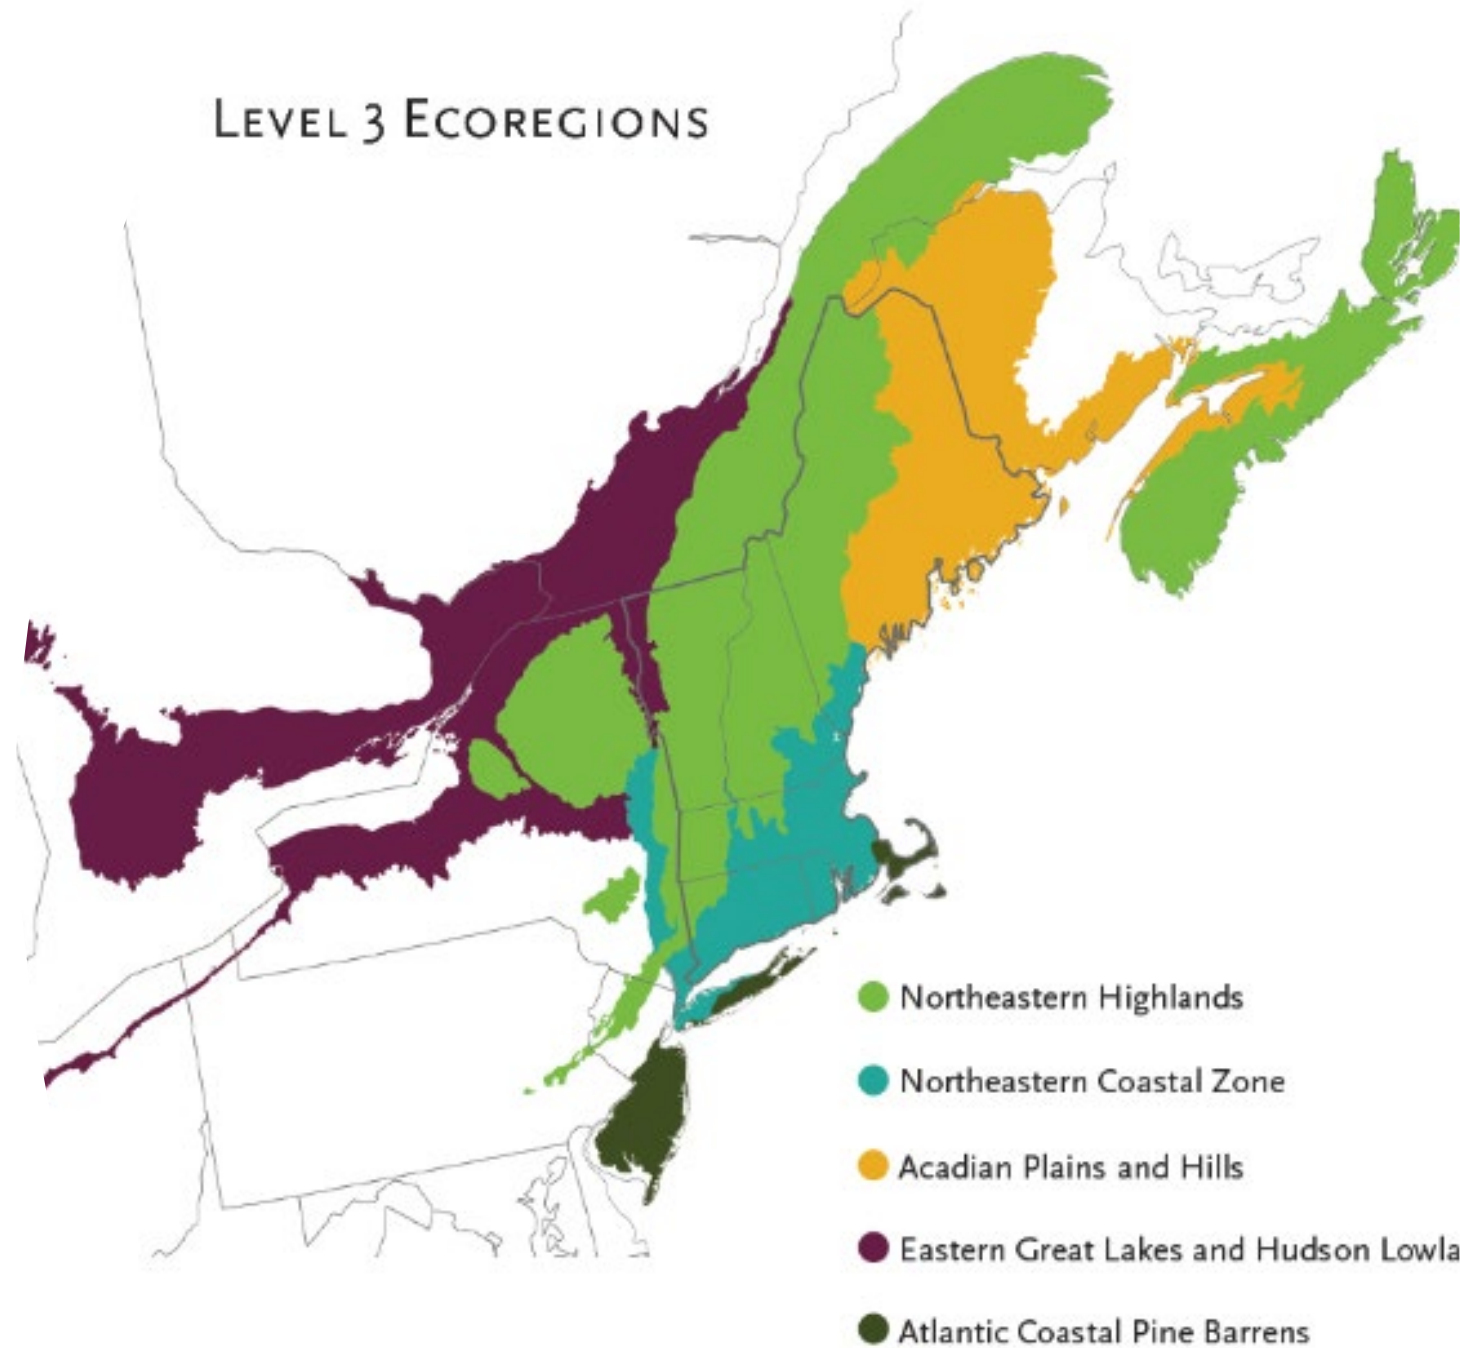 Level 3 Ecoregions
Northeastern Highlands
Northeastern Coastal Zone
Acadian Plains and Hills
Eastern Great Lakes and Hudson Lowla
Atlantic Coastal Pine Barrens